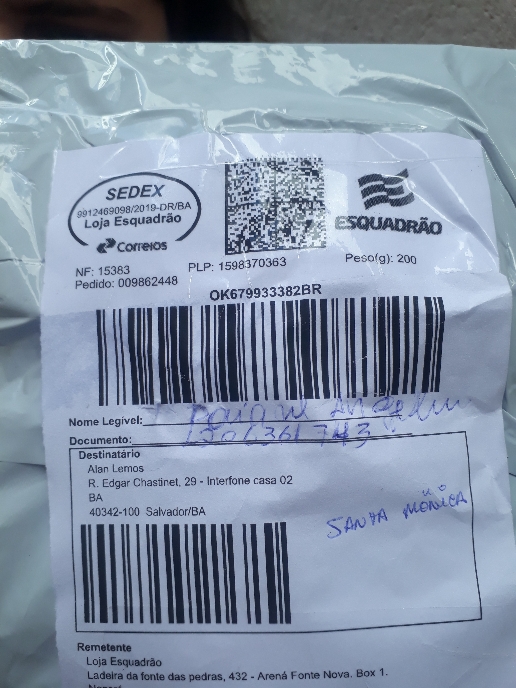 SEDEX
9912469098/2019-DR/BA
Loja Esquadrão
Correios
ESQUADRÃO
NF: 15383
PLP: 1598370363
Peso(g): 200
Pedido: 009862448
OK679933382BR
Nome Legível:
Documento:
Destinatário
Alan Lemos
R. Edgar Chastinet, 29 - Interfone casa 02
BA
40342-100 Salvador/BA
SANTA MÔNICA
Remetente
Loja Esquadrão
Ladeira da fonte das pedras, 432 - Arená Fonte Nova. Box 1.